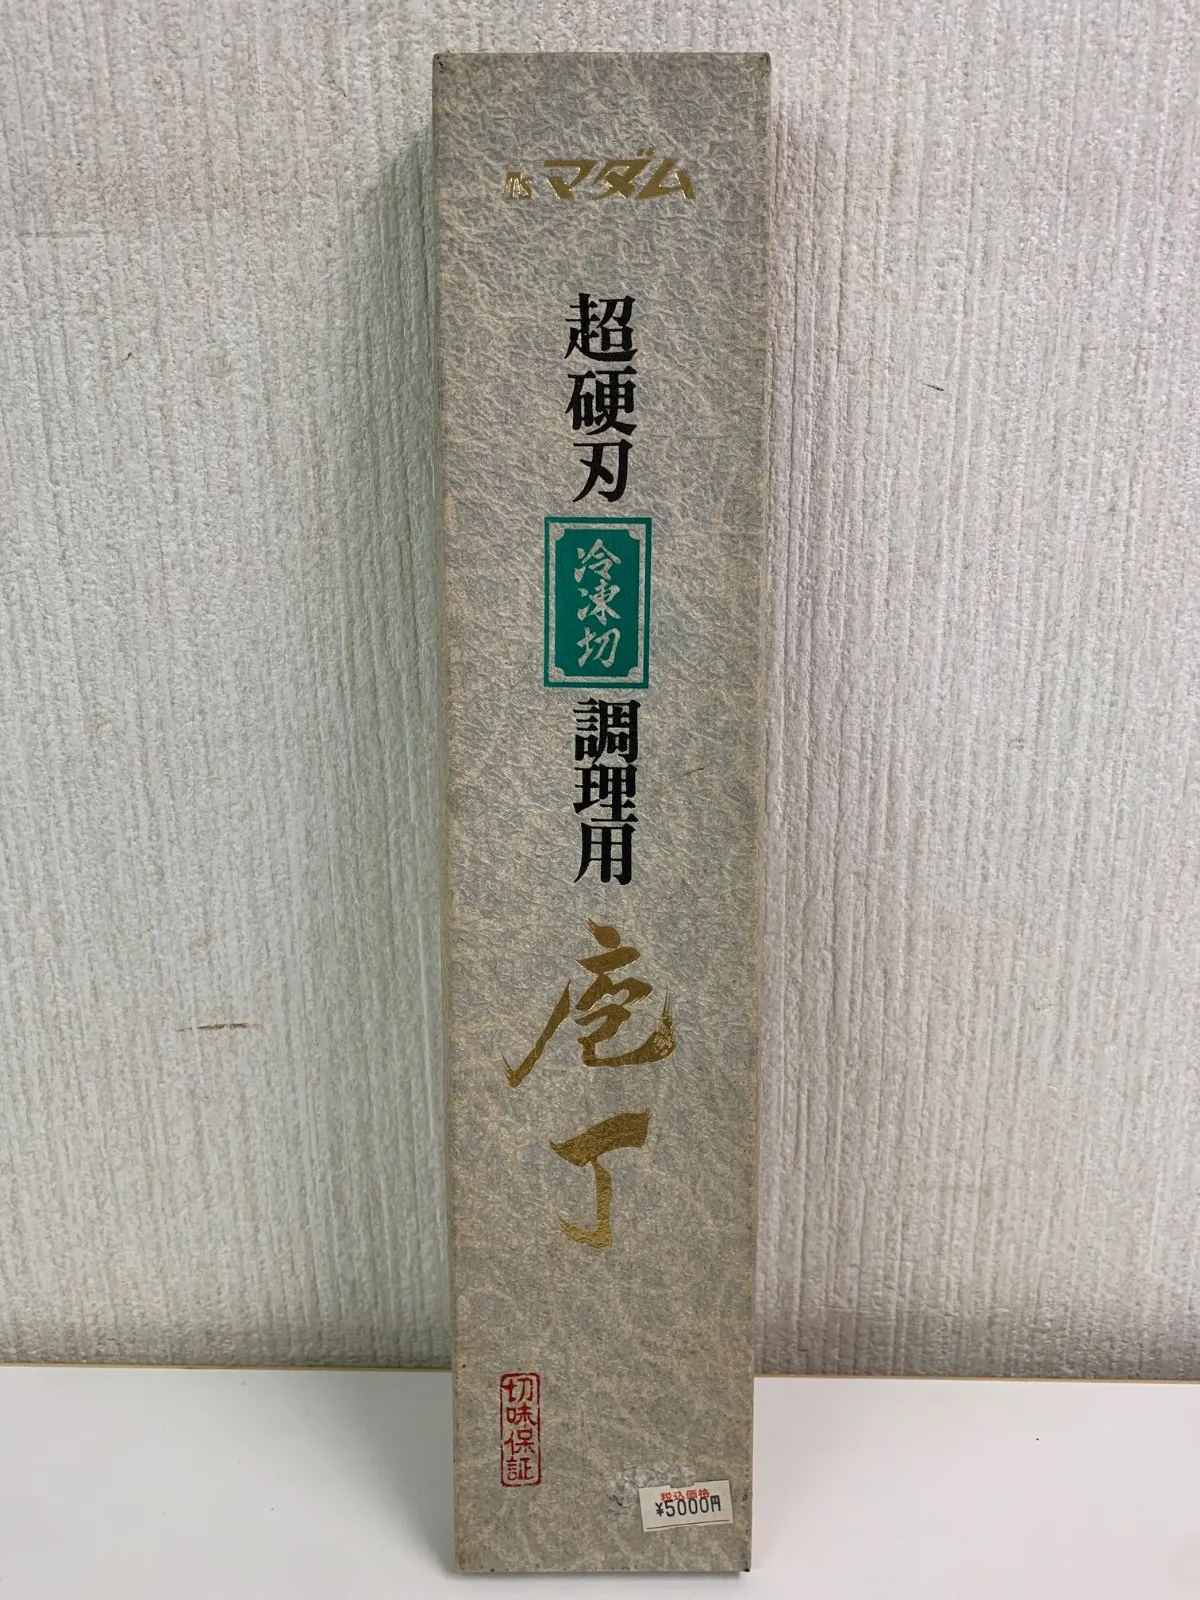 マダム
超硬刃
冷凍切
調理用
庖丁
切味保証
税込価格
¥5000円